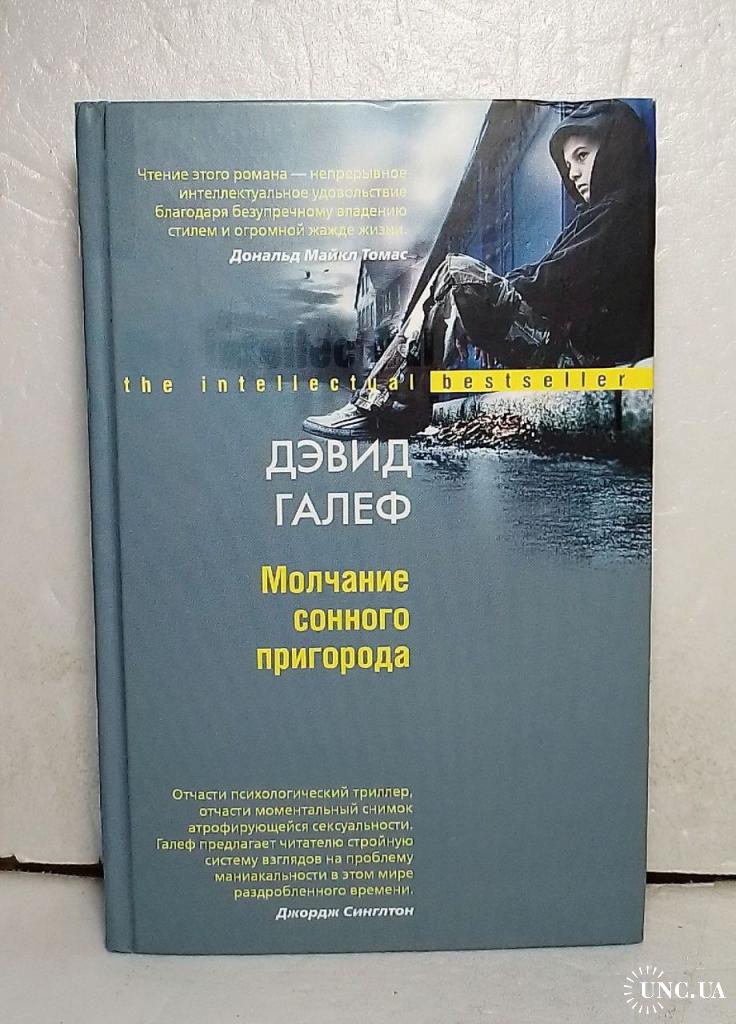 Чтение этого романа — непрерывное
интеллектуальное удовольствие
благодаря безупречному владению
стилем и огромной жажде жизни.
Дональд Майкл Томас
intellectual
the intellectual bestseller
ДЭВИД
ГАЛЕФ
Молчание
сонного
пригорода
Отчасти психологический триллер,
отчасти моментальный снимок
атрофирующейся сексуальности.
Галеф предлагает читателю стройную
систему взглядов на проблему
маниакальности в этом мире
раздробленного времени.
Джордж Синглтон
UNC.UA